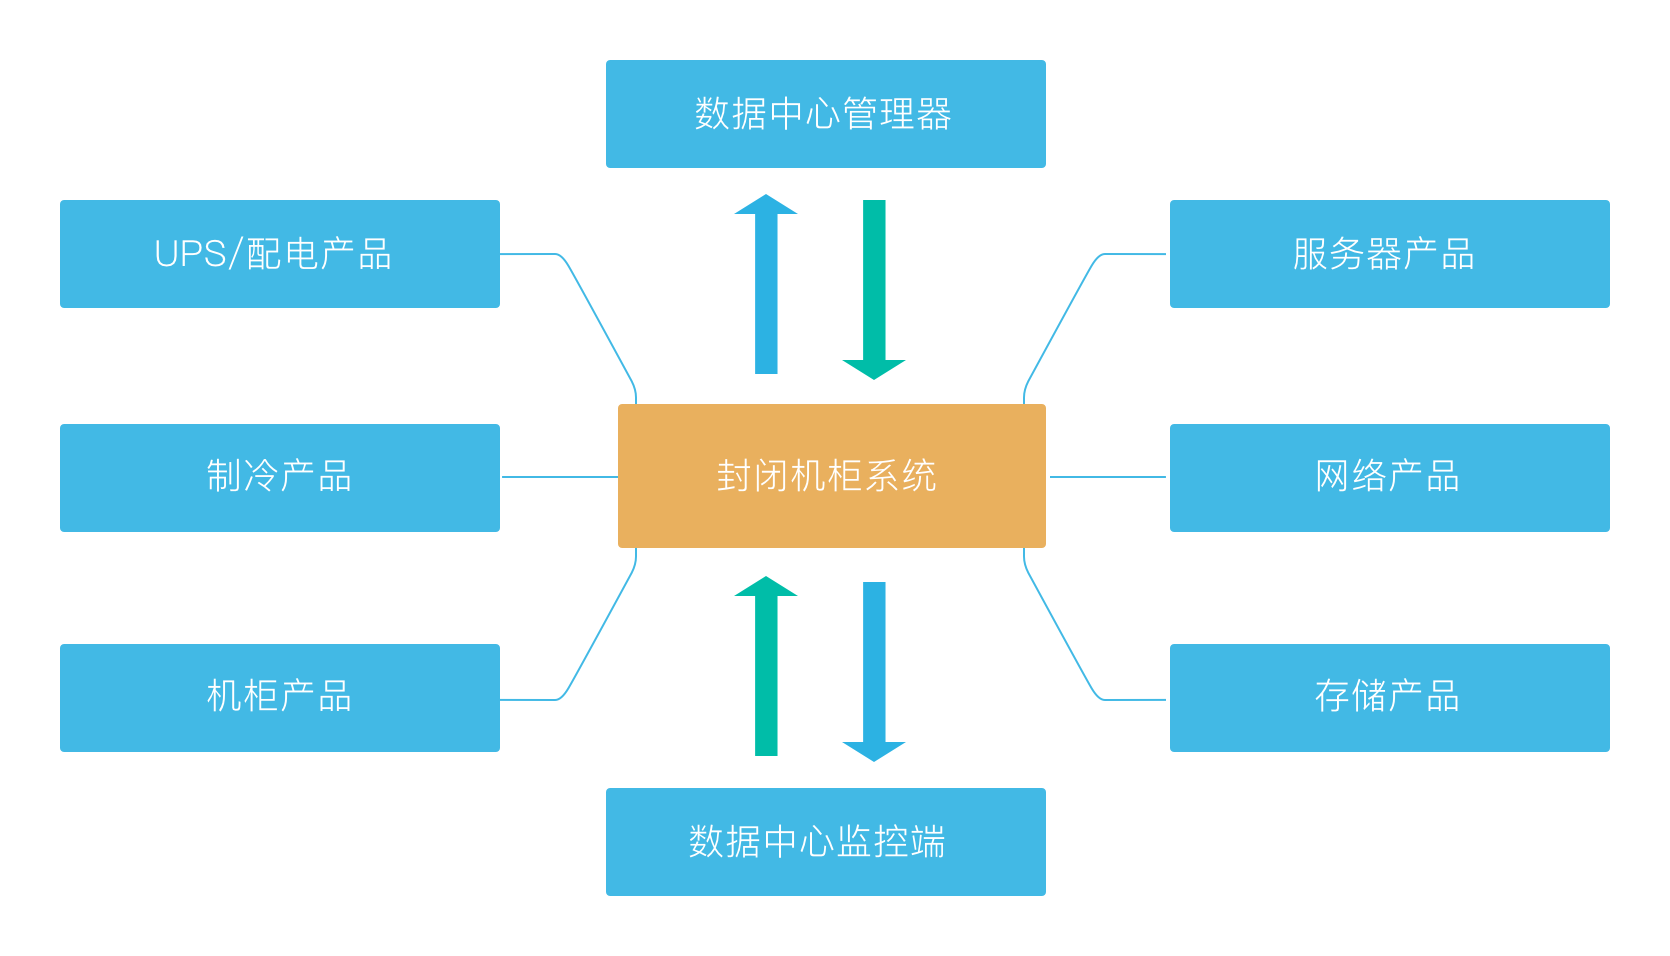 数据中心管理器
UPS/配电产品
服务器产品
制冷产品
封闭机柜系统
网络产品
机柜产品
存储产品
数据中心监控端